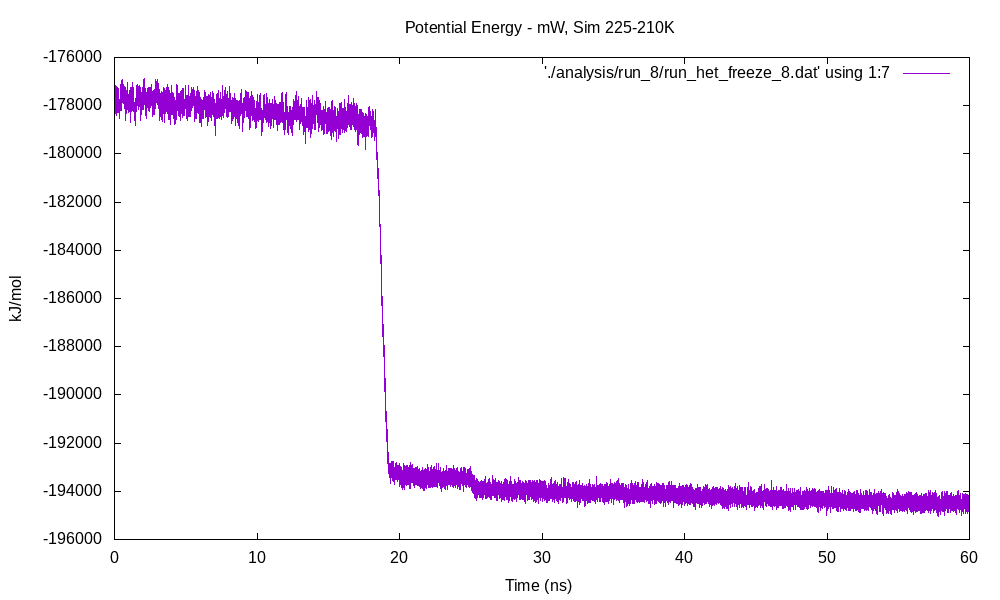 Potential Energy - mW, Sim 225-210K
'./analysis/run_8/run_het_freeze_8.dat' using 1:7
-176000
-178000
-180000
-182000
-184000
-186000
-188000
-190000
-192000
-194000
-196000
kJ/mol
0 10 20 30 40 50 60
Time (ns)